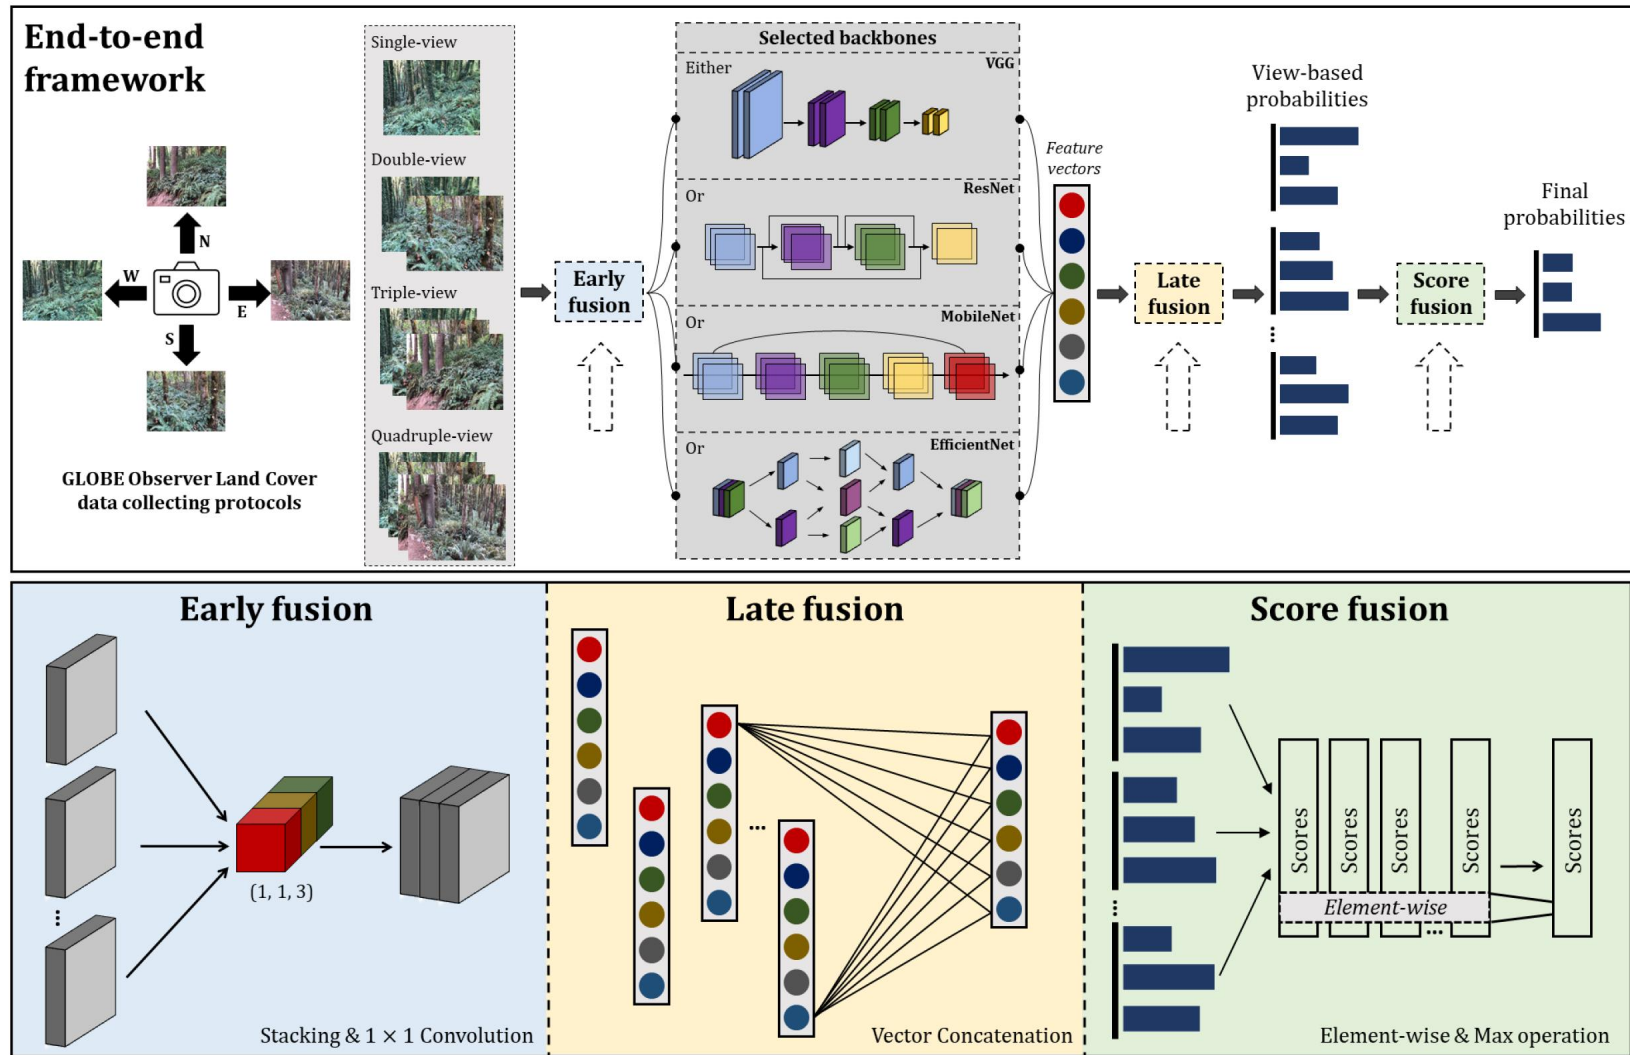 End-to-end
framework
N
W
E
S
GLOBE Observer Land Cover
data collecting protocols
Single-view
Double-view
Triple-view
Quadruple-view
Early
fusion
Selected backbones
Either
VGG
Or
ResNet
Or
MobileNet
Or
EfficientNet
Feature
vectors
Late
fusion
View-based
probabilities
...
Score
fusion
Final
probabilities
Early fusion
...
(1, 1, 3)
Stacking & 1 × 1 Convolution
Late fusion
...
Vector Concatenation
Score fusion
...
Scores
Scores
Scores
Scores
Scores
Element-wise
...
Element-wise & Max operation